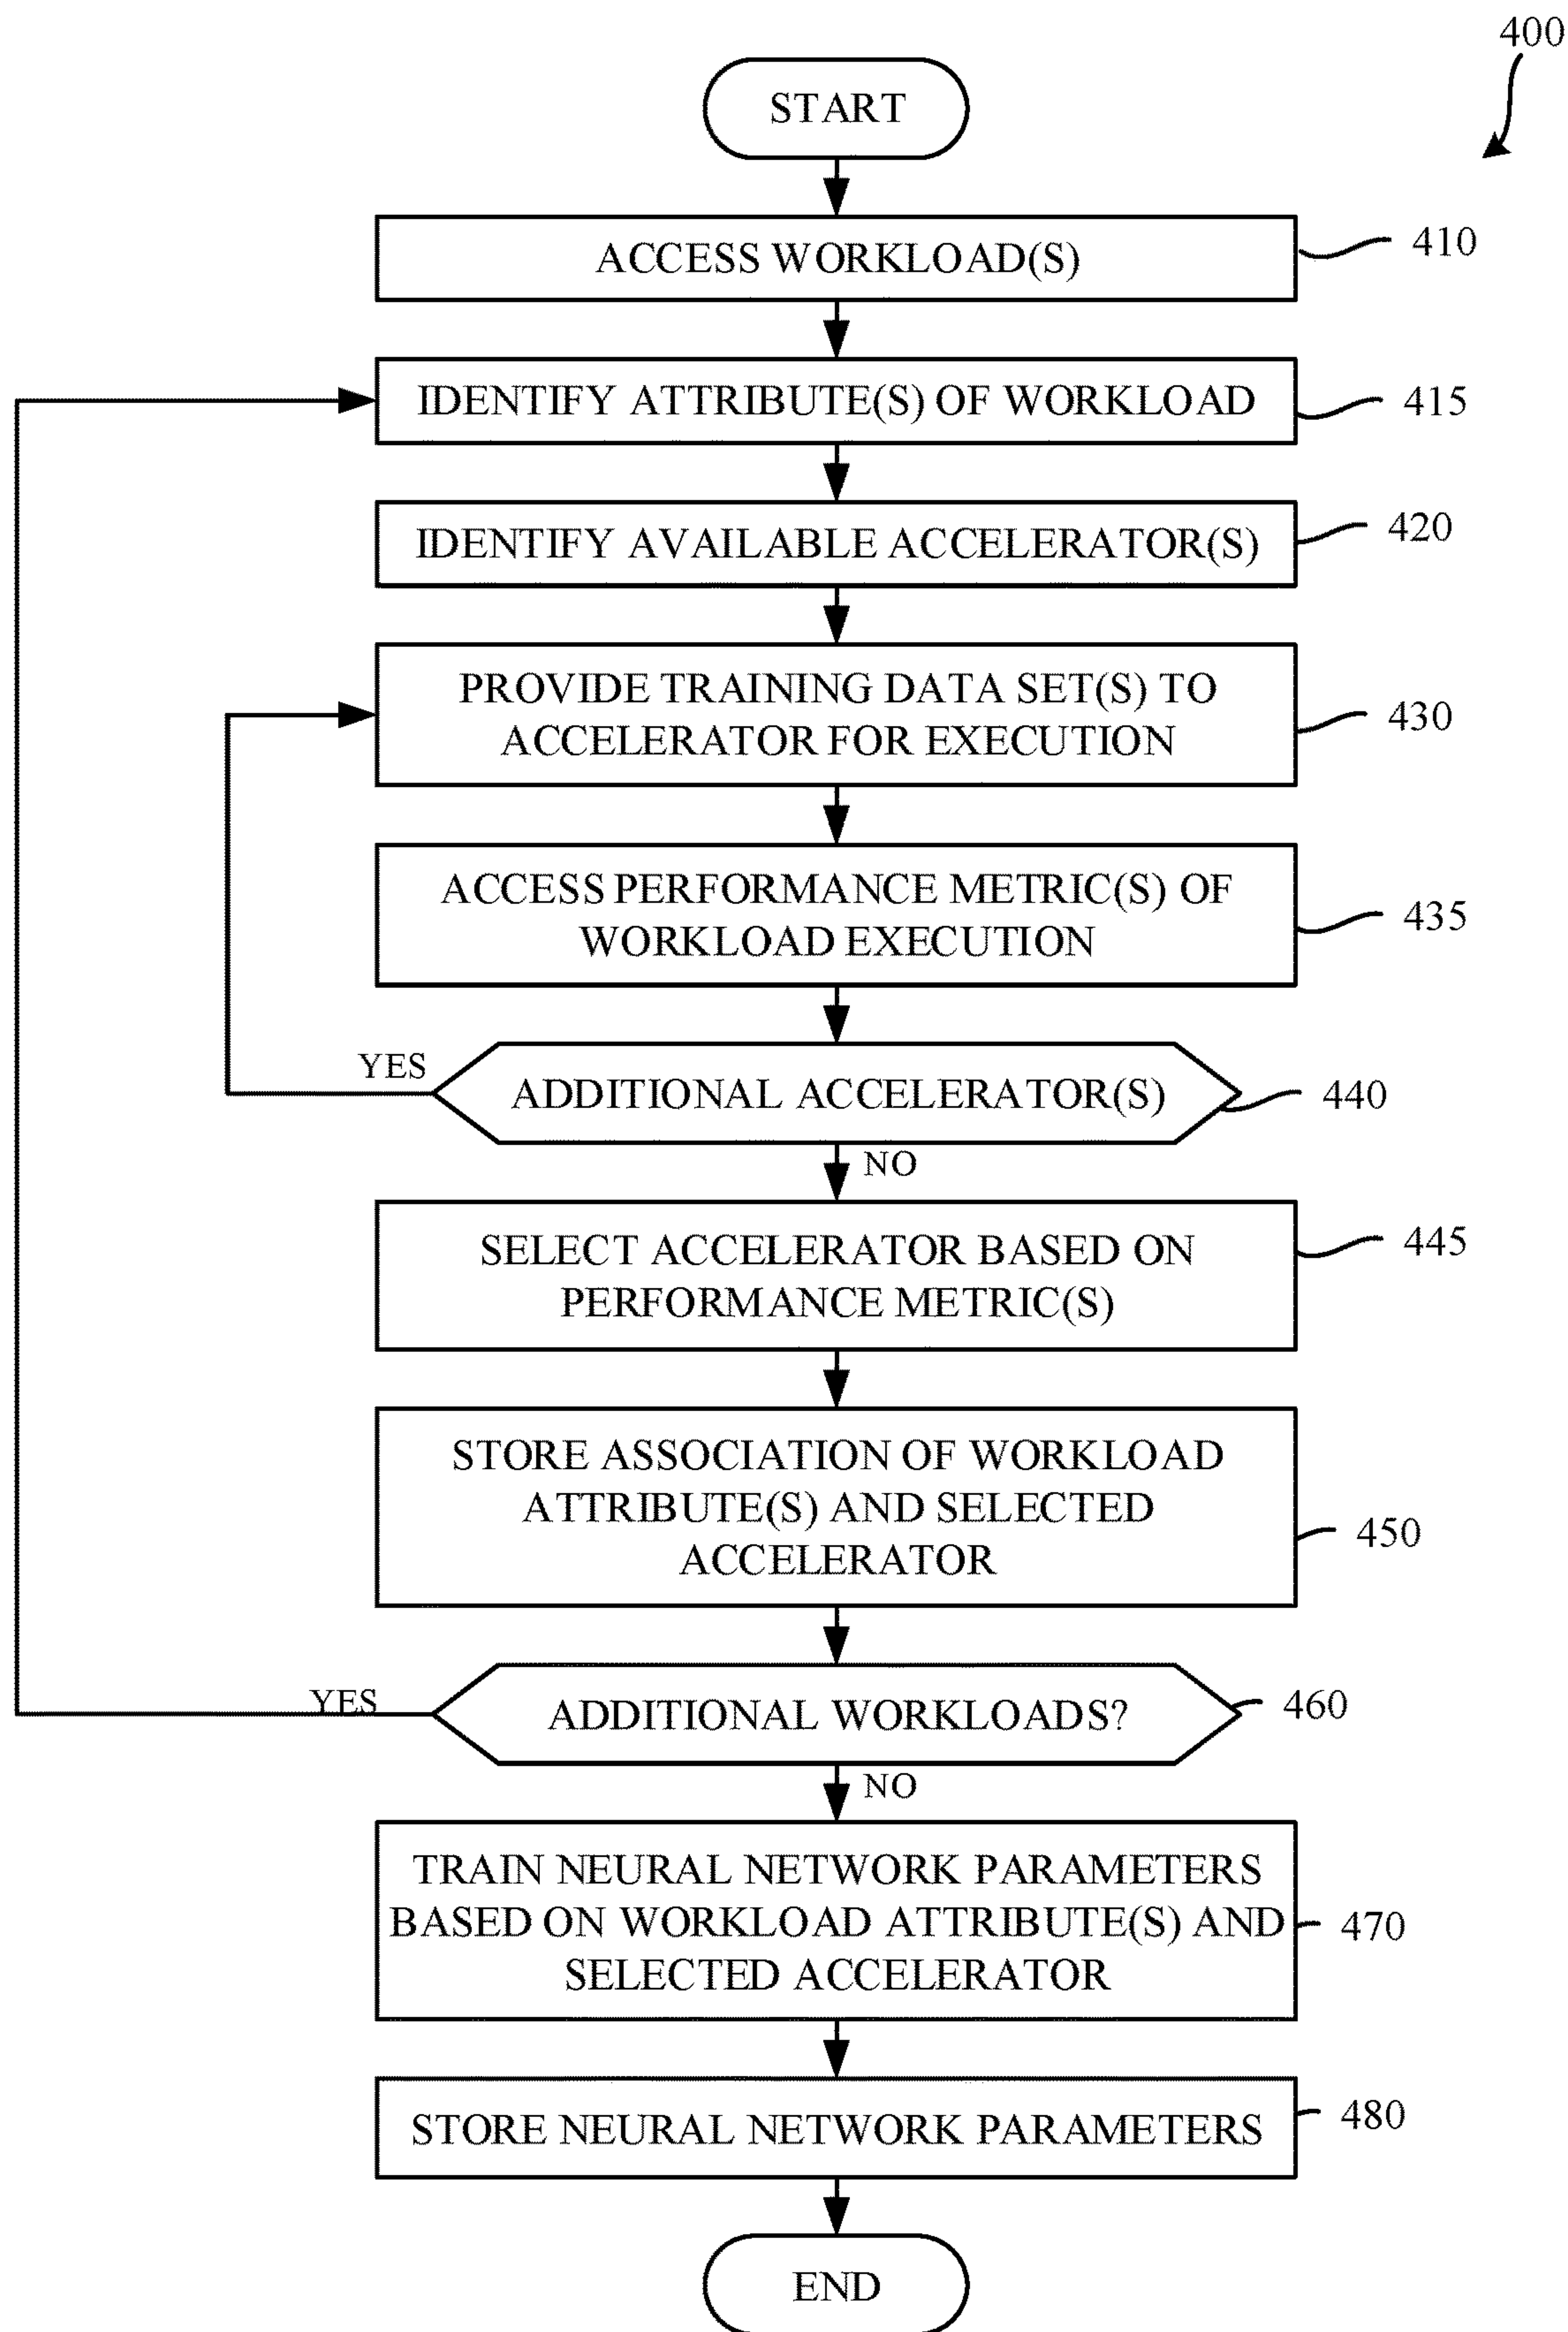 400
START
ACCESS WORKLOAD(S)
410
IDENTIFY ATTRIBUTE(S) OF WORKLOAD
415
IDENTIFY AVAILABLE ACCELERATOR(S)
420
PROVIDE TRAINING DATA SET(S) TO
ACCELERATOR FOR EXECUTION
430
ACCESS PERFORMANCE METRIC(S) OF
WORKLOAD EXECUTION
435
YES
ADDITIONAL ACCELERATOR(S)
440
NO
SELECT ACCELERATOR BASED ON
PERFORMANCE METRIC(S)
445
STORE ASSOCIATION OF WORKLOAD
ATTRIBUTE(S) AND SELECTED
ACCELERATOR
450
YES
ADDITIONAL WORKLOADS?
460
NO
TRAIN NEURAL NETWORK PARAMETERS
BASED ON WORKLOAD ATTRIBUTE(S) AND
SELECTED ACCELERATOR
470
STORE NEURAL NETWORK PARAMETERS
480
END